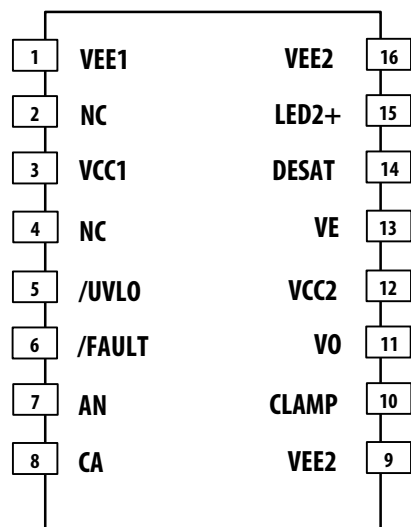 1 VEE1 VEE2 16
2 NC LED2+ 15
3 VCC1 DESAT 14
4 NC VE 13
5 /UVLO VCC2 12
6 /FAULT VO 11
7 AN CLAMP 10
8 CA VEE2 9